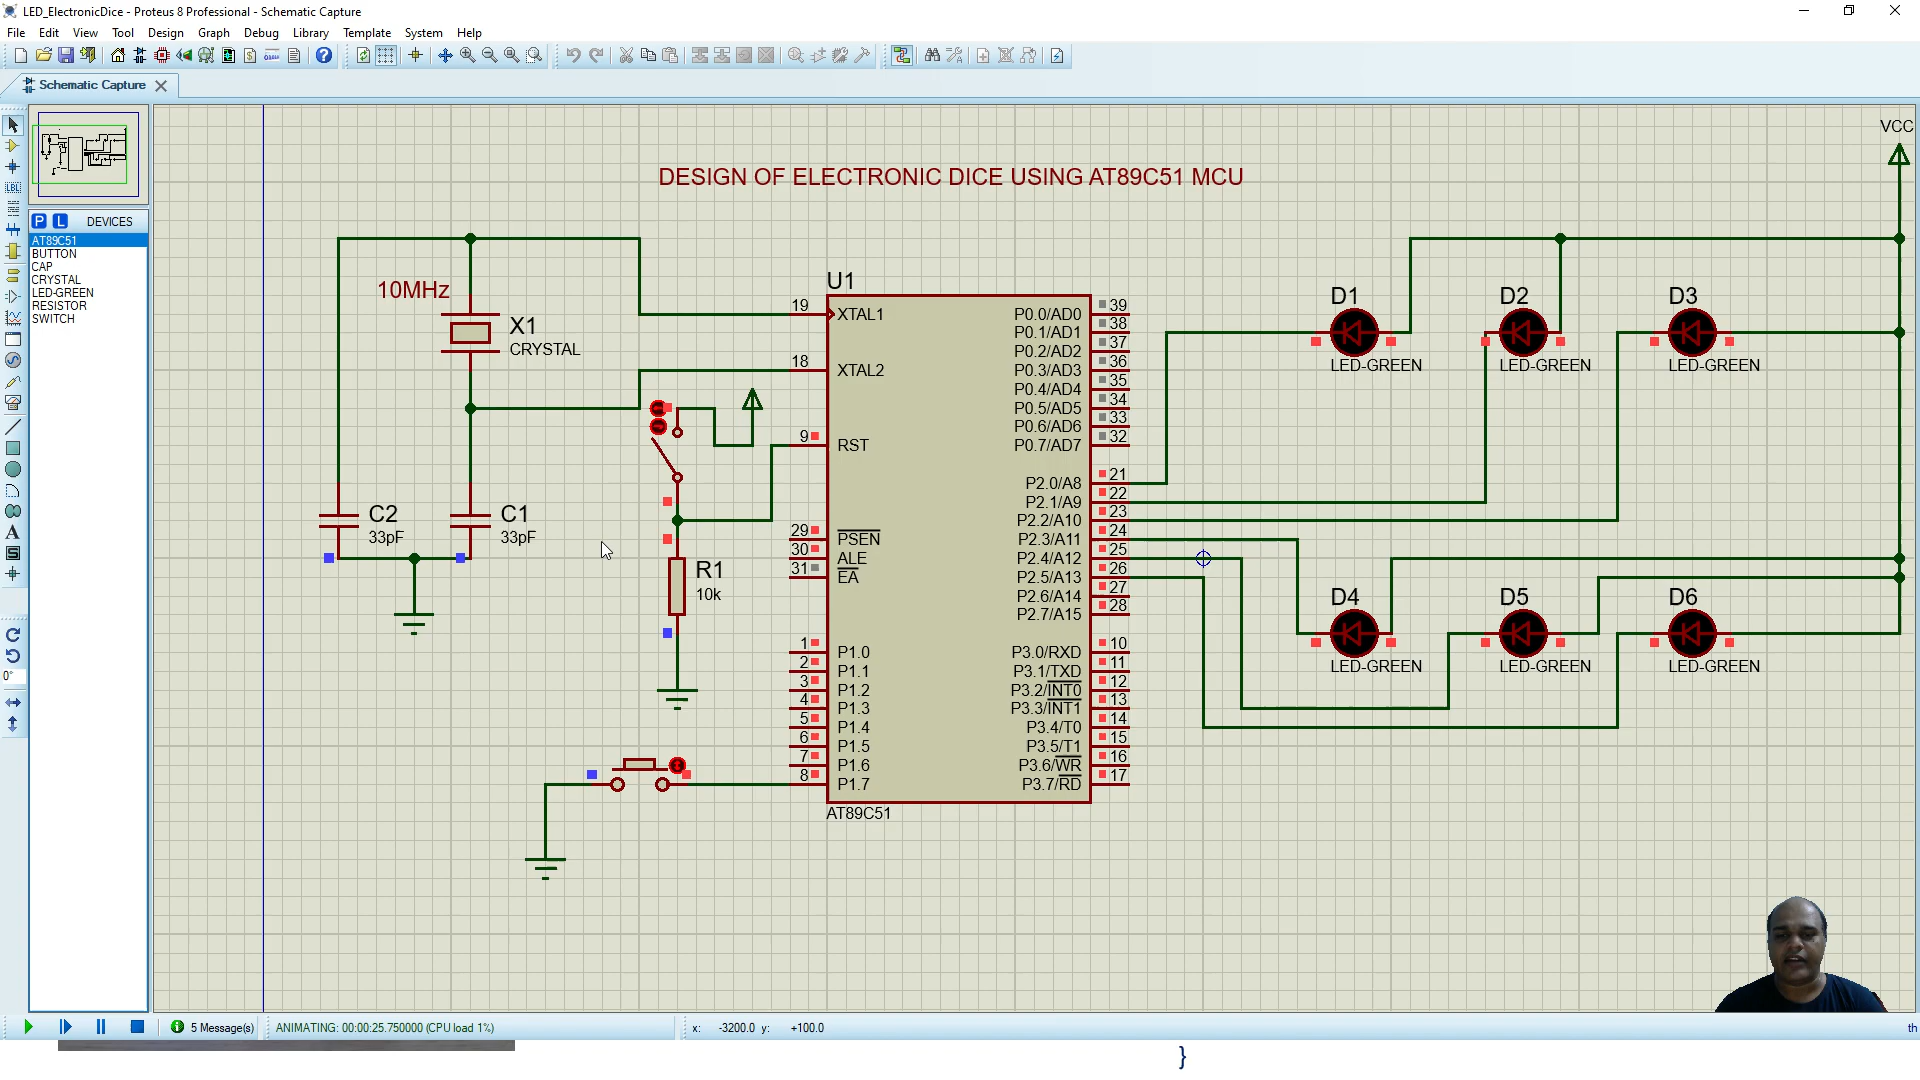 LED_ElectronicDice - Proteus 8 Professional - Schematic Capture
File Edit View Tool Design Graph Debug Library Template System Help
Schematic Capture
P L DEVICES
AT89C51
BUTTON
CAP
CRYSTAL
LED-GREEN
RESISTOR
SWITCH
LBL
A
S
0°
VCC
DESIGN OF ELECTRONIC DICE USING AT89C51 MCU
10MHz
X1
CRYSTAL
C2
33pF
C1
33pF
R1
10k
U1
19 XTAL1
18 XTAL2
9 RST
29 PSEN
30 ALE
31 EA
1 P1.0
2 P1.1
3 P1.2
4 P1.3
5 P1.4
6 P1.5
7 P1.6
8 P1.7
P0.0/AD0 39
P0.1/AD1 38
P0.2/AD2 37
P0.3/AD3 36
P0.4/AD4 35
P0.5/AD5 34
P0.6/AD6 33
P0.7/AD7 32
P2.0/A8 21
P2.1/A9 22
P2.2/A10 23
P2.3/A11 24
P2.4/A12 25
P2.5/A13 26
P2.6/A14 27
P2.7/A15 28
P3.0/RXD 10
P3.1/TXD 11
P3.2/INT0 12
P3.3/INT1 13
P3.4/T0 14
P3.5/T1 15
P3.6/WR 16
P3.7/RD 17
AT89C51
D1
LED-GREEN
D2
LED-GREEN
D3
LED-GREEN
D4
LED-GREEN
D5
LED-GREEN
D6
LED-GREEN
5 Message(s) ANIMATING: 00:00:25.750000 (CPU load 1%) x: -3200.0 y: +100.0 th
}